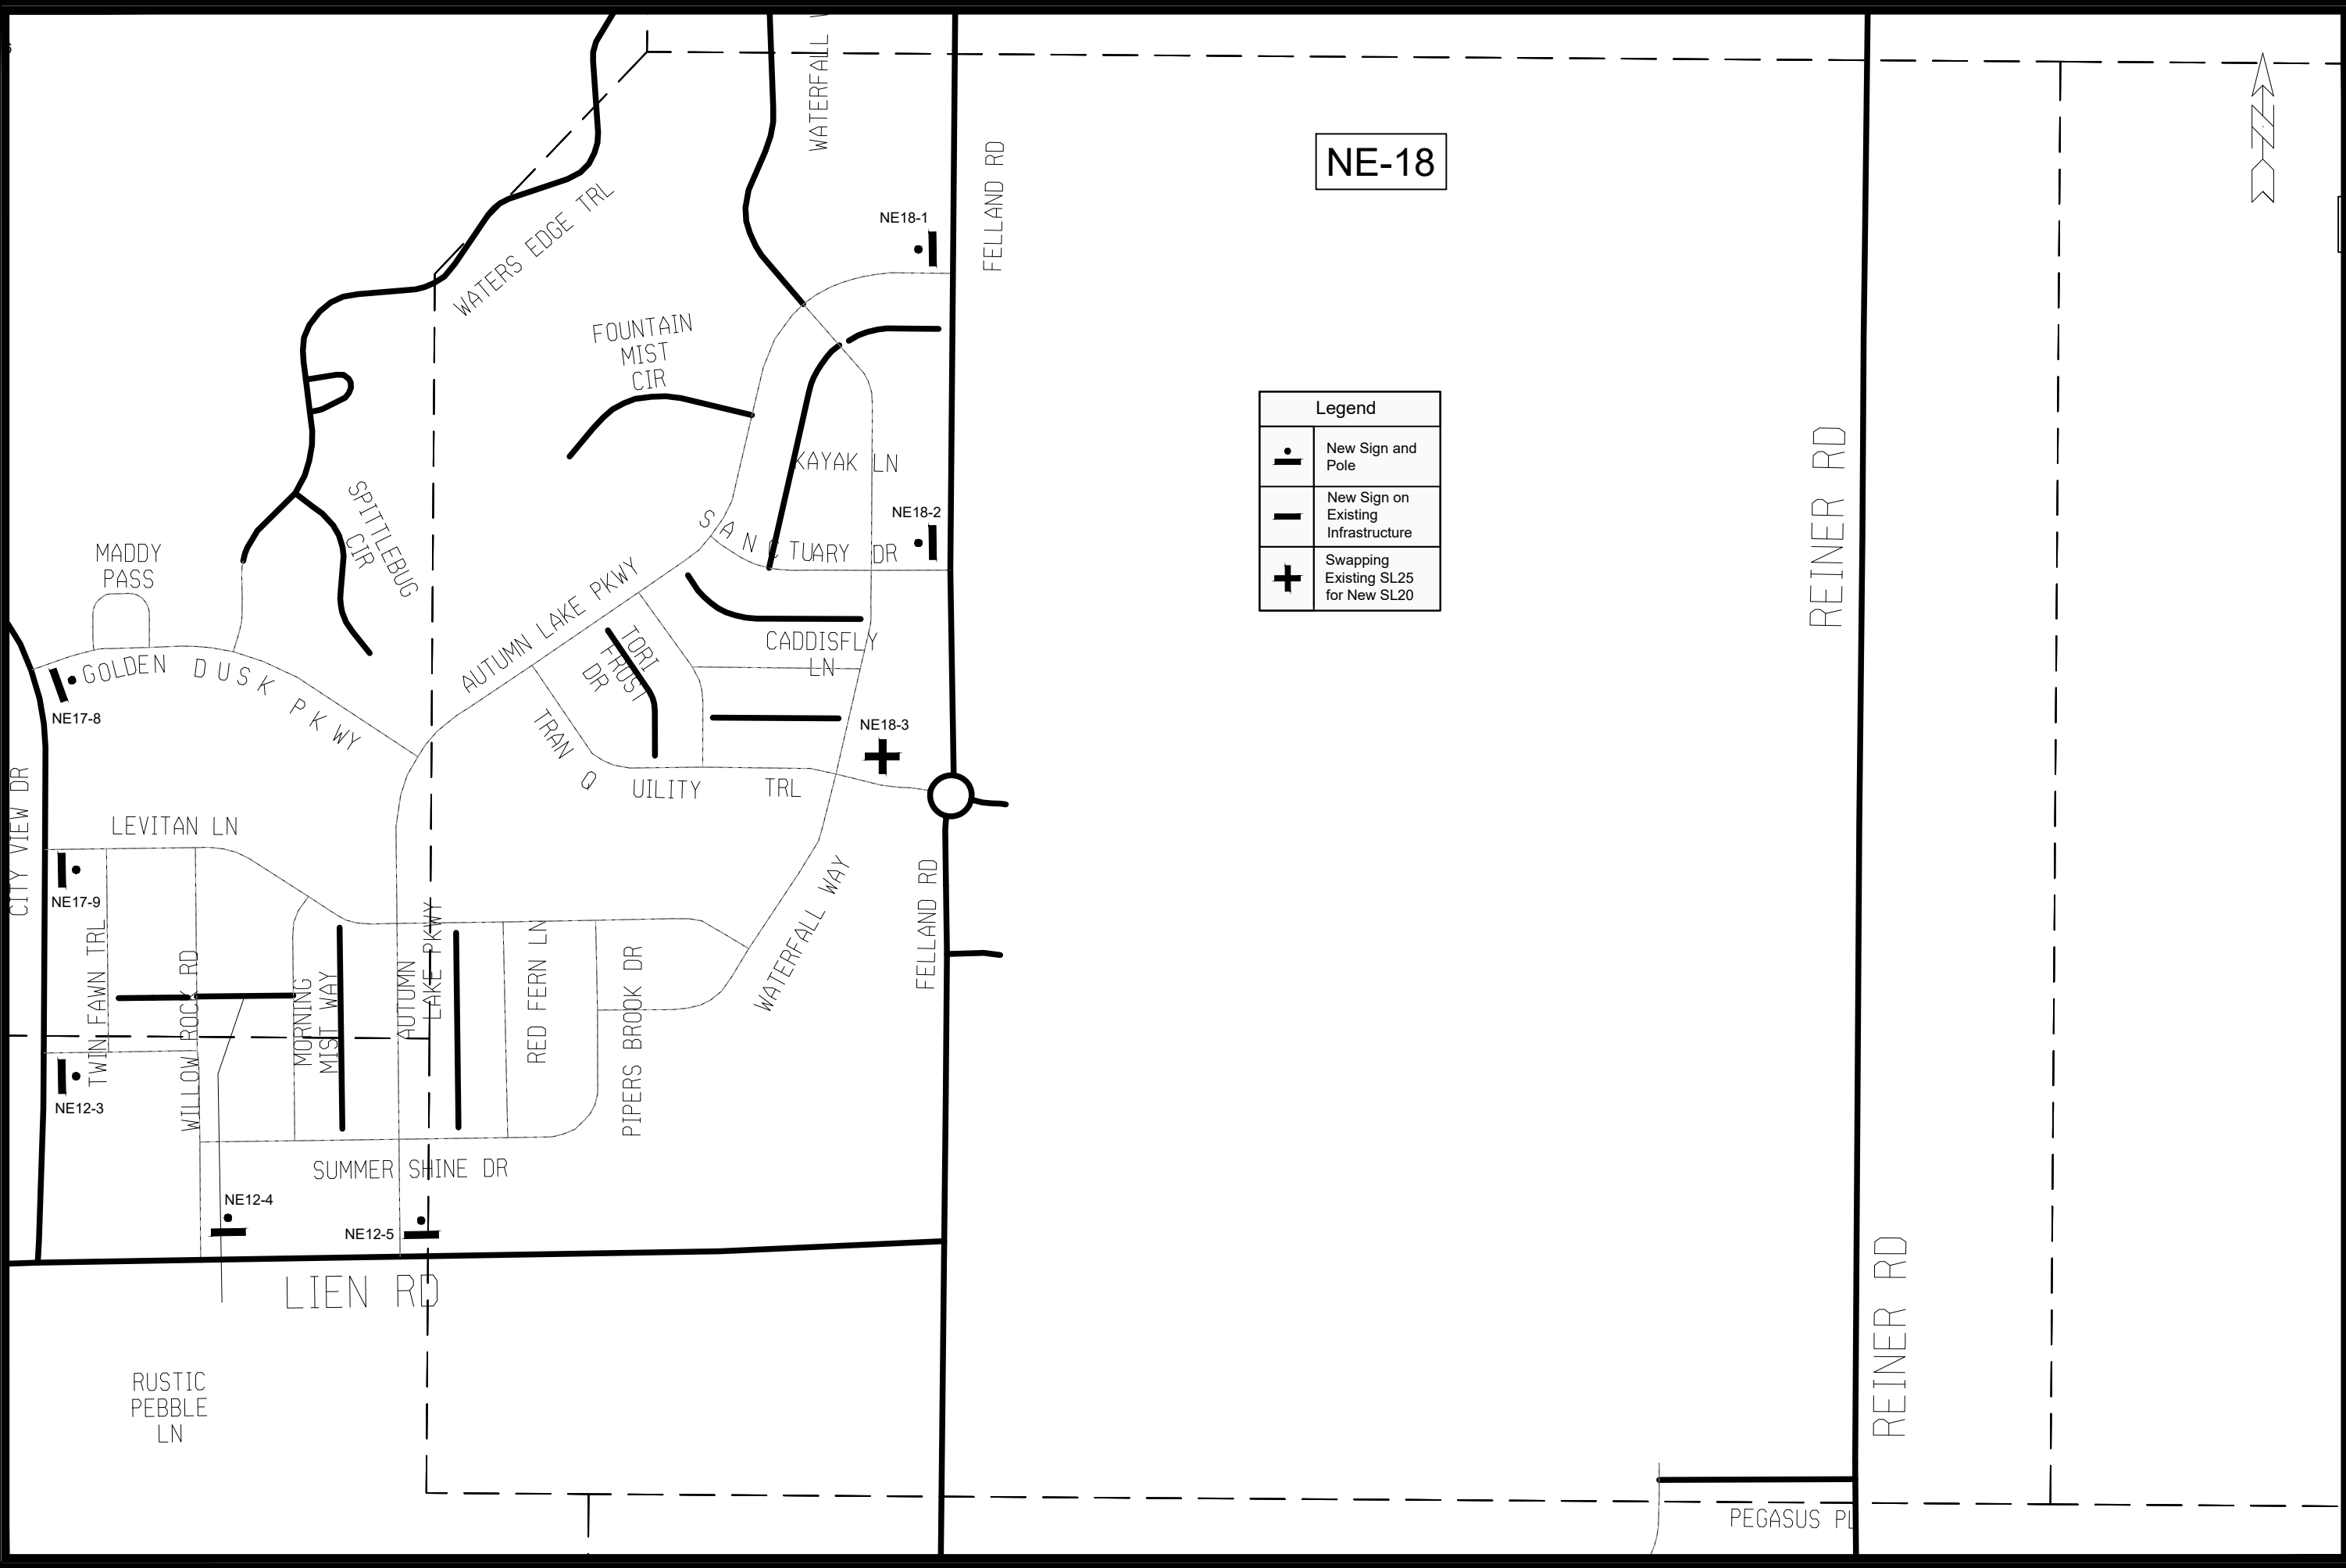 WATERFALL
FELLAND RD
NE-18
WATERS EDGE TRL
NE18-1
FOUNTAIN
MIST
CIR
Legend
New Sign and
Pole
New Sign on
Existing
Infrastructure
Swapping
Existing SL25
for New SL20
REINER RD
KAYAK LN
SPITTLEBUG
CIR
NE18-2
SANCTUARY DR
MADDY
PASS
AUTUMN LAKE PKWY
TORI
FROST
DR
CADDISFLY
LN
GOLDEN DUSK PKWY
NE17-8
NE18-3
TRANQUILITY TRL
CITY VIEW DR
LEVITAN LN
NE17-9
WATERFALL WAY
FELLAND RD
TWIN FAWN TRL
WILLOW ROCK RD
MORNING
MIST WAY
AUTUMN
LAKE PKWY
RED FERN LN
PIPERS BROOK DR
NE12-3
SUMMER SHINE DR
NE12-4
NE12-5
LIEN RD
REINER RD
RUSTIC
PEBBLE
LN
PEGASUS PL